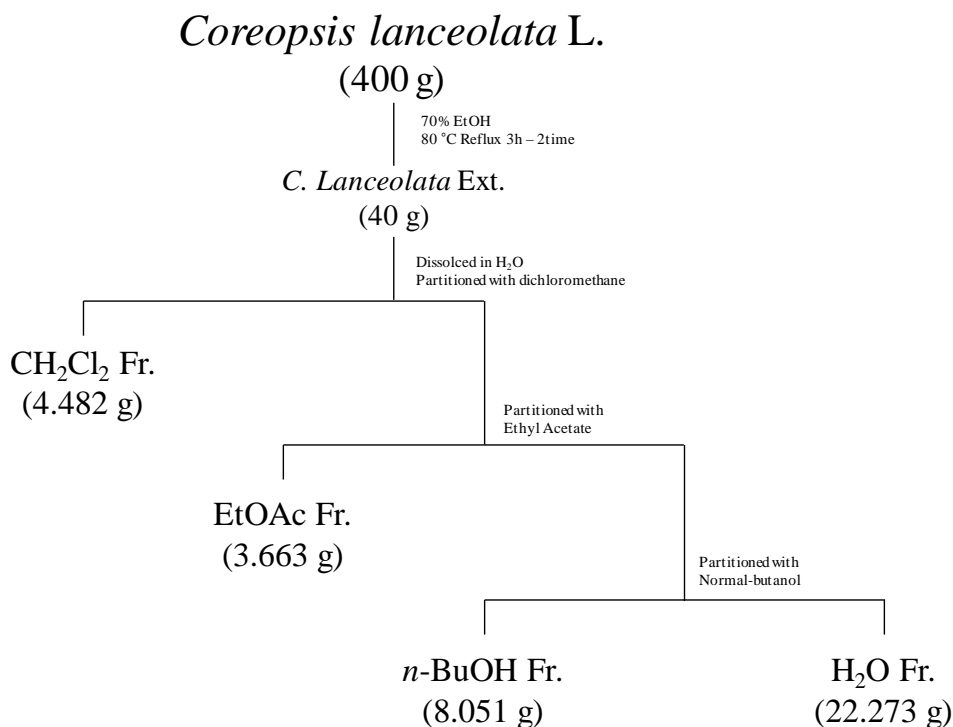 Coreopsis lanceolata L.
(400 g)
70% EtOH
80 °C Reflux 3h – 2time
C. Lanceolata Ext.
(40 g)
Dissolced in H₂O
Partitioned with dichloromethane
CH₂Cl₂ Fr.
(4.482 g)
Partitioned with
Ethyl Acetate
EtOAc Fr.
(3.663 g)
Partitioned with
Normal-butanol
n-BuOH Fr.
(8.051 g)
H₂O Fr.
(22.273 g)